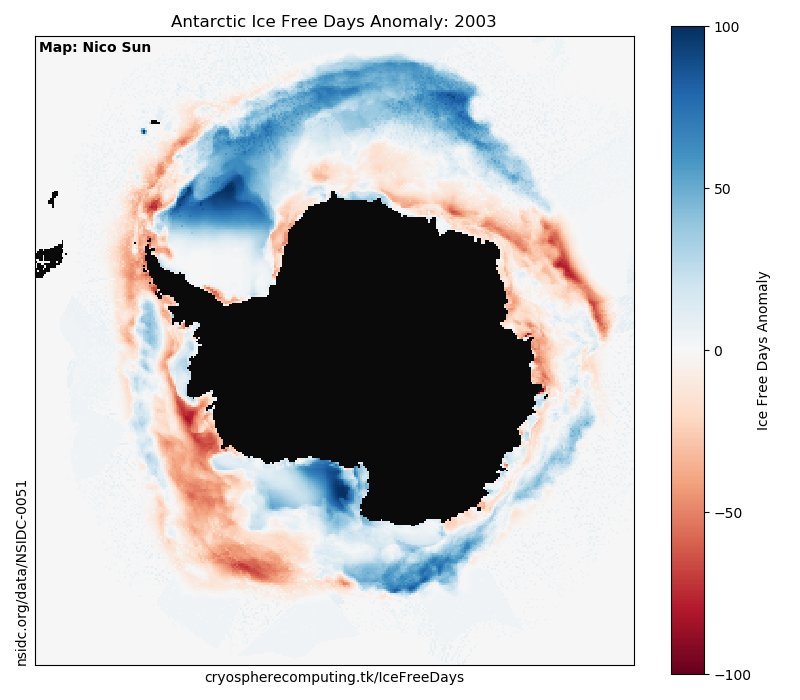 Antarctic Ice Free Days Anomaly: 2003
Map: Nico Sun
100
50
0
−50
−100
Ice Free Days Anomaly
nsidc.org/data/NSIDC-0051
cryospherecomputing.tk/IceFreeDays